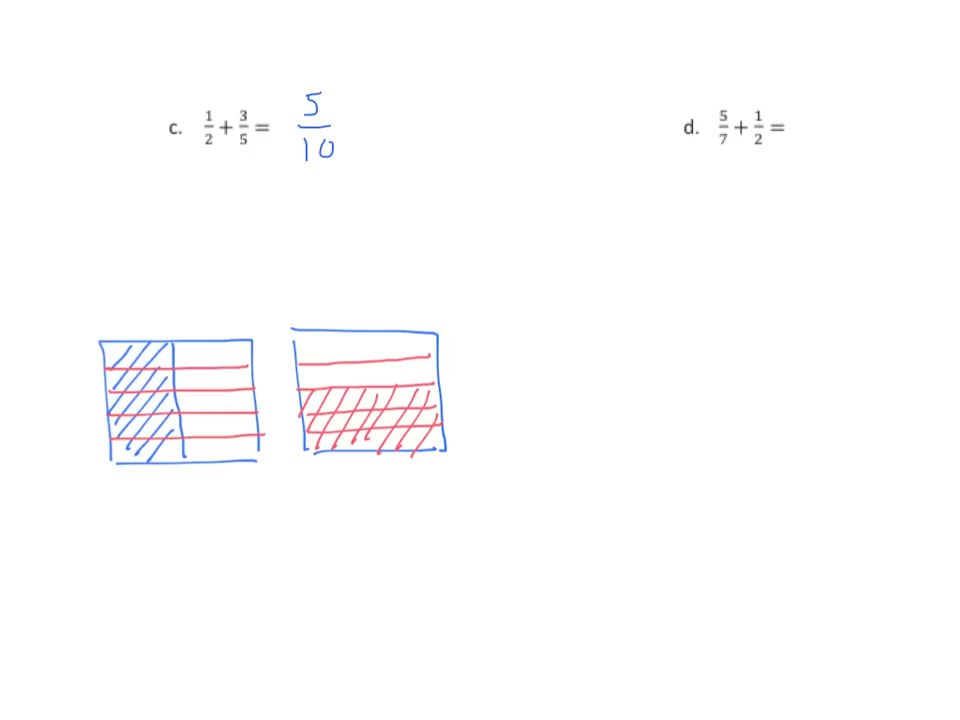 c. 1/2 + 3/5 = 5/10
d. 5/7 + 1/2 =